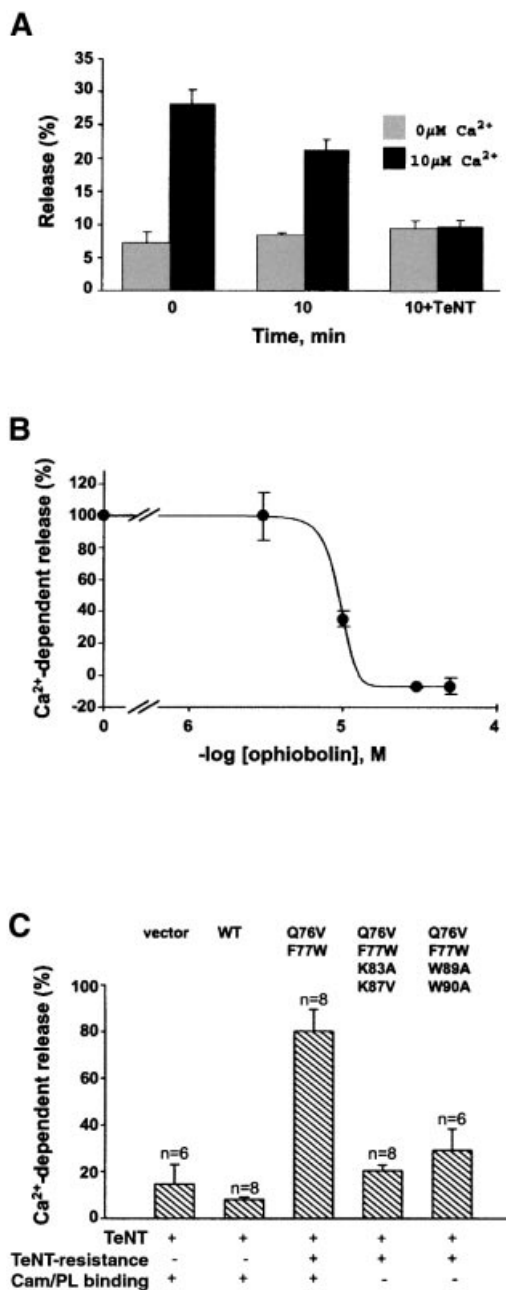 A
Release (%)
35
30
25
20
15
10
5
0
0μM Ca²⁺
10μM Ca²⁺
0 10 10+TeNT
Time, min
B
Ca²⁺-dependent release (%)
120
100
80
60
40
20
0
-20
0 6 5 4
-log [ophiobolin], M
C
vector WT Q76V Q76V Q76V
F77W F77W F77W
K83A W89A
K87V W90A
Ca²⁺-dependent release (%)
100
80
60
40
20
0
n=6 n=8 n=8 n=8 n=6
TeNT + + + + +
TeNT-resistance - - + + +
Cam/PL binding + + + - -